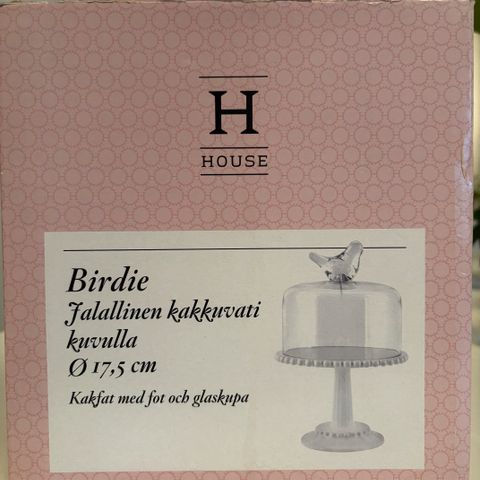 H
HOUSE
Birdie
Jalallinen kakkuvati
kuvulla
Ø 17,5 cm
Kakfat med fot och glaskupa